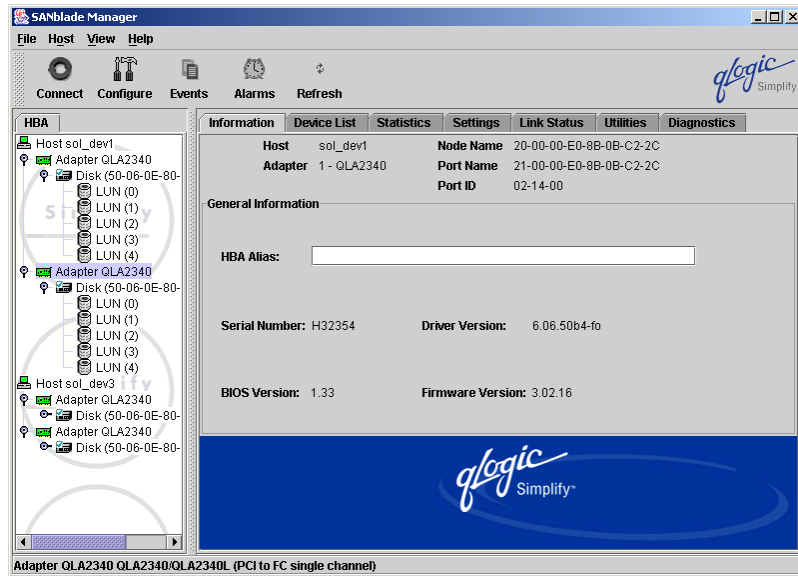 SANblade Manager
File Host View Help
Connect Configure Events Alarms Refresh
qlogic
Simplify
HBA
Information Device List Statistics Settings Link Status Utilities Diagnostics
Host sol_dev1
Adapter QLA2340
Disk (50-06-0E-80-
LUN (0)
LUN (1)
LUN (2)
LUN (3)
LUN (4)
Adapter QLA2340
Disk (50-06-0E-80-
LUN (0)
LUN (1)
LUN (2)
LUN (3)
LUN (4)
Host sol_dev3
Adapter QLA2340
Disk (50-06-0E-80-
Adapter QLA2340
Disk (50-06-0E-80-
Host sol_dev1 Node Name 20-00-00-E0-8B-0B-C2-2C
Adapter 1 - QLA2340 Port Name 21-00-00-E0-8B-0B-C2-2C
Port ID 02-14-00
General Information
HBA Alias:
Serial Number: H32354 Driver Version: 6.06.50b4-fo
BIOS Version: 1.33 Firmware Version: 3.02.16
qlogic
Simplify™
Adapter QLA2340 QLA2340/QLA2340L (PCI to FC single channel)